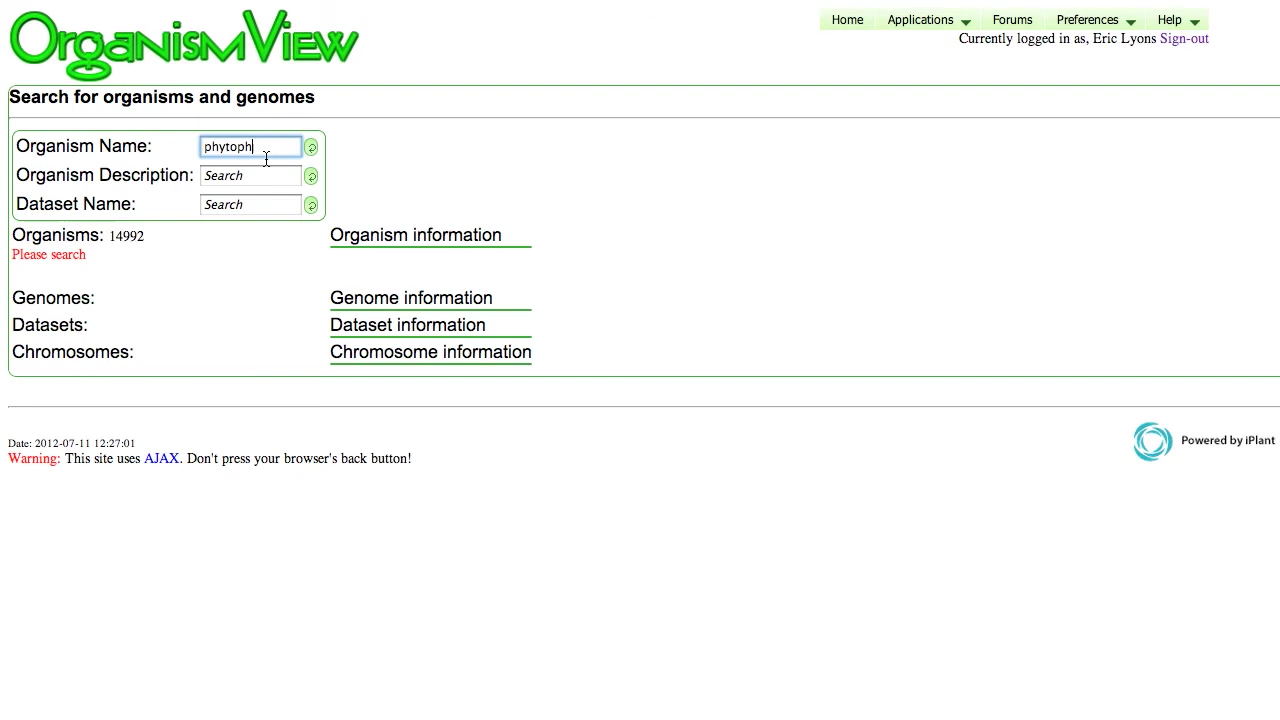 OrganismView
Home Applications Forums Preferences Help
Currently logged in as, Eric Lyons Sign-out
Search for organisms and genomes
Organism Name: phytoph
Organism Description: Search
Dataset Name: Search
Organisms: 14992 Organism information
Please search
Genomes: Genome information
Datasets: Dataset information
Chromosomes: Chromosome information
Date: 2012-07-11 12:27:01
Powered by iPlant
Warning: This site uses AJAX. Don't press your browser's back button!